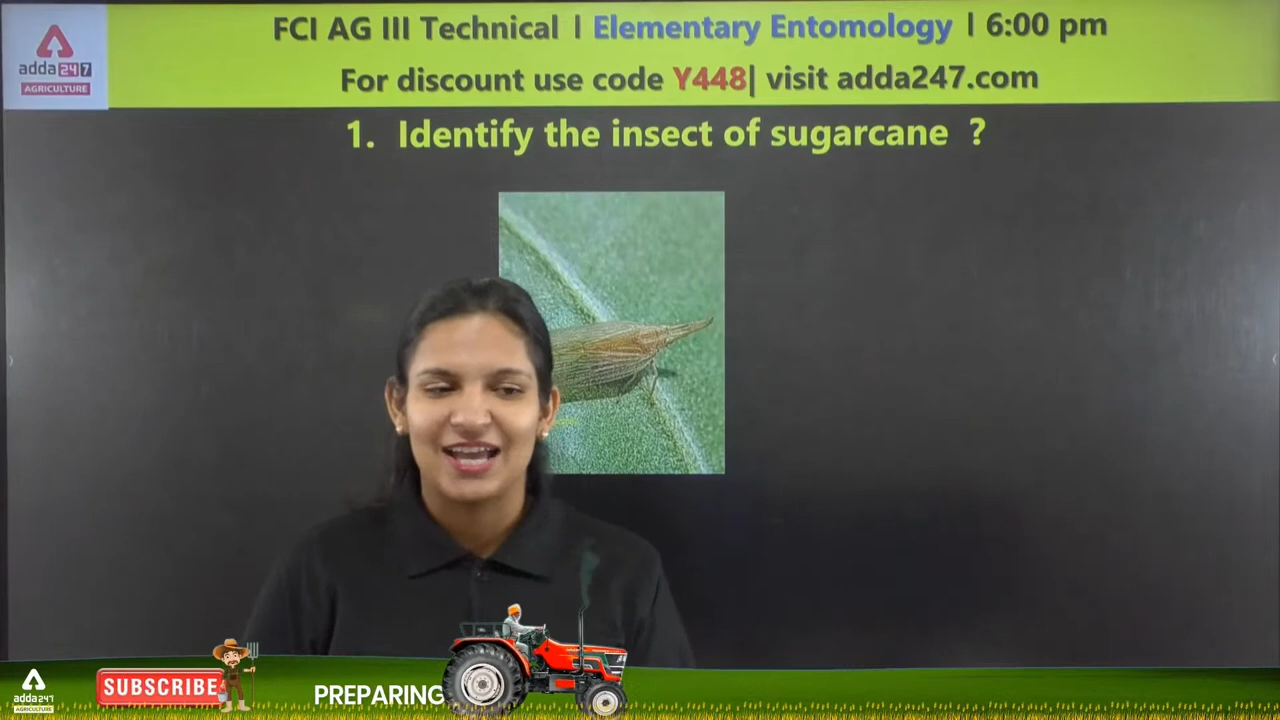 FCI AG III Technical l Elementary Entomology l 6:00 pm
For discount use code Y448| visit adda247.com
adda247
AGRICULTURE
1. Identify the insect of sugarcane ?
adda247
AGRICULTURE
SUBSCRIBE
PREPARING